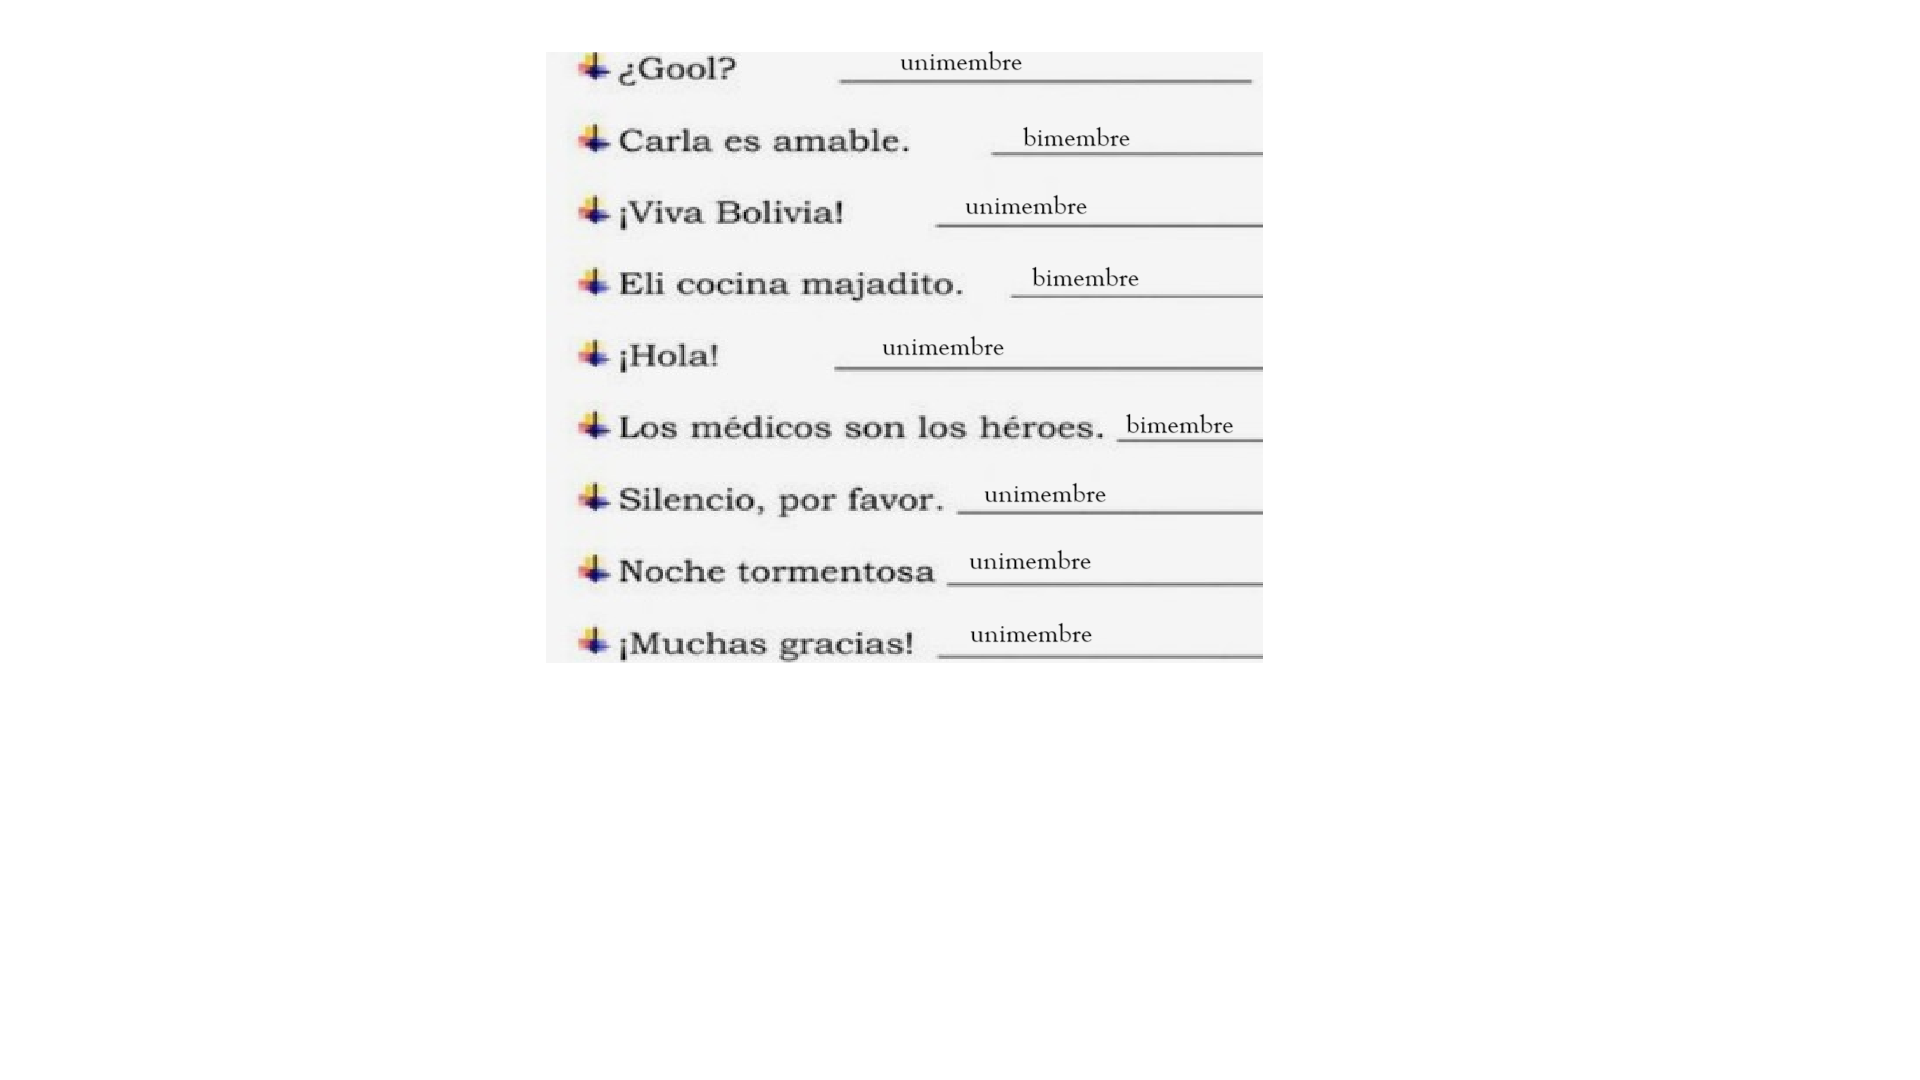 ¿Gool? unimembre
Carla es amable. bimembre
¡Viva Bolivia! unimembre
Eli cocina majadito. bimembre
¡Hola! unimembre
Los médicos son los héroes. bimembre
Silencio, por favor. unimembre
Noche tormentosa unimembre
¡Muchas gracias! unimembre